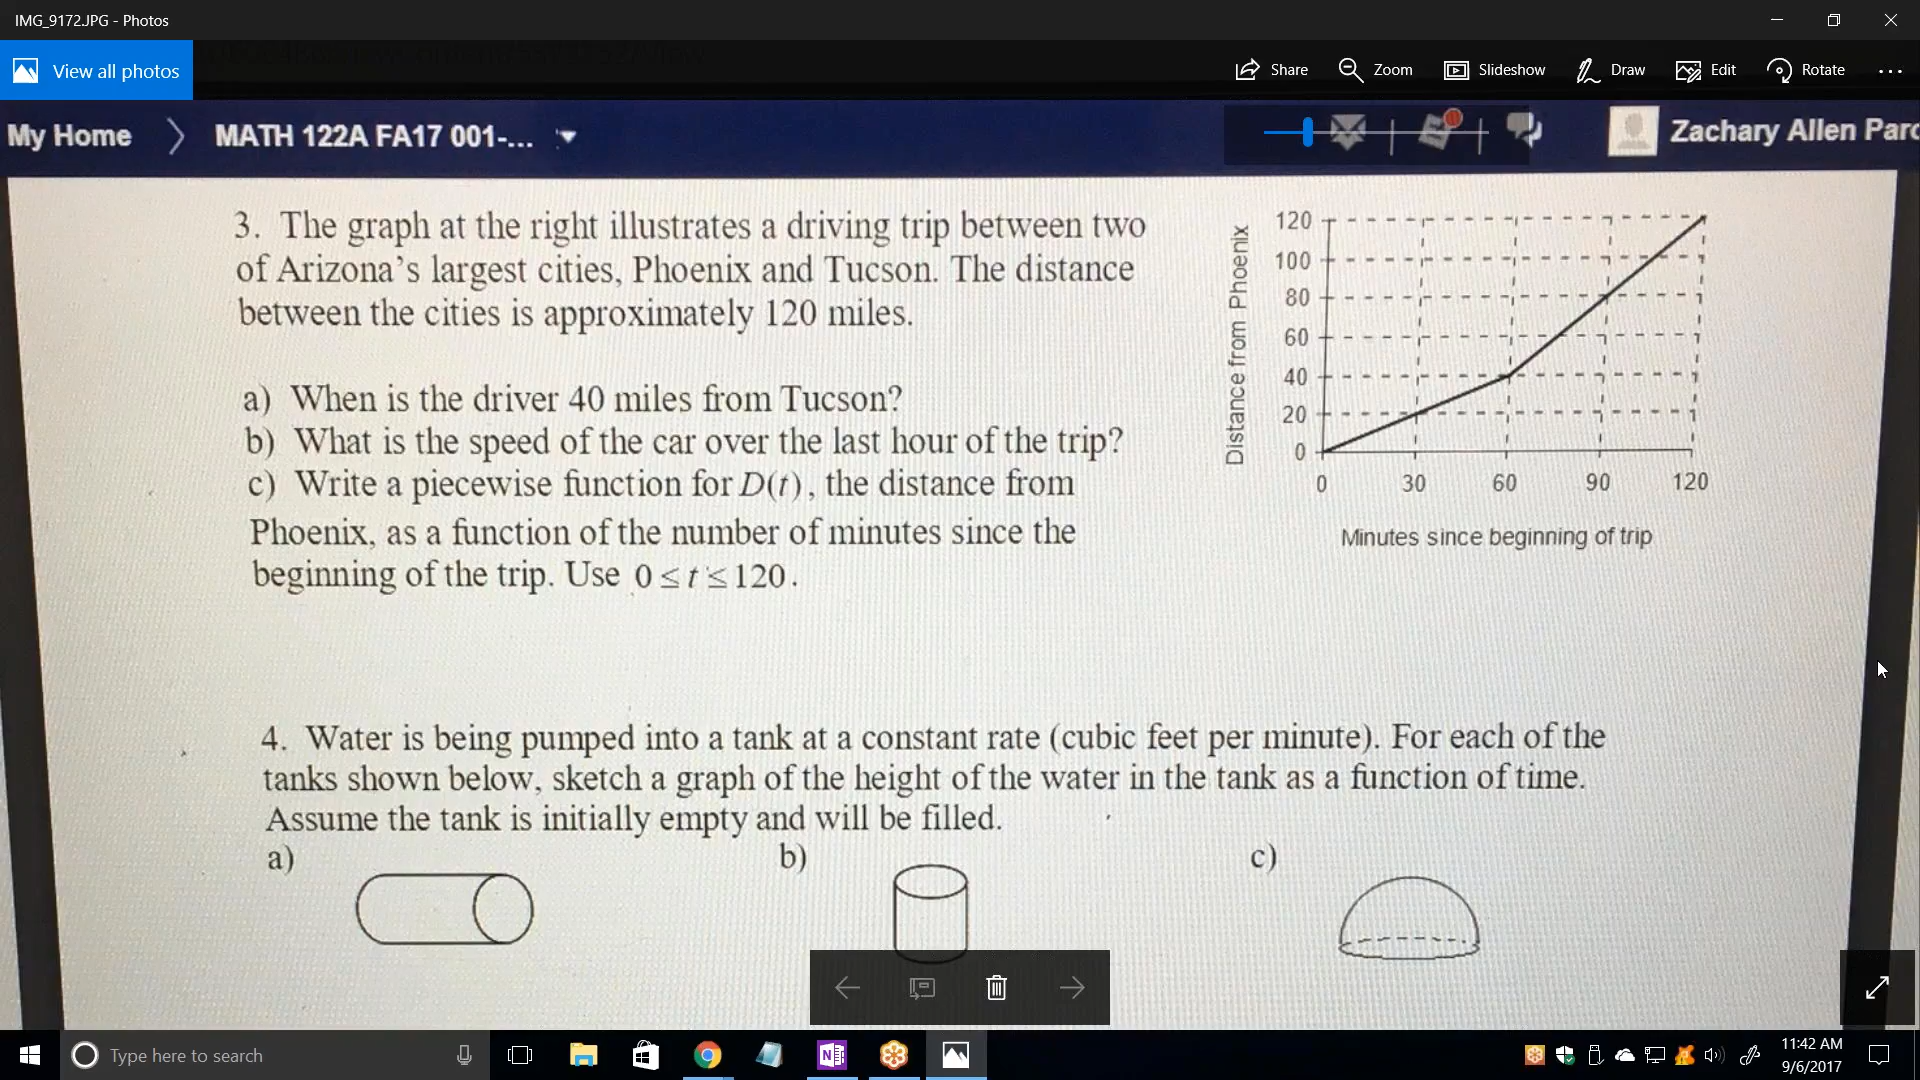 IMG_9172.JPG - Photos
View all photos
Share
Zoom
Slideshow
Draw
Edit
Rotate
My Home
MATH 122A FA17 001-...
Zachary Allen Parc
3. The graph at the right illustrates a driving trip between two
of Arizona's largest cities, Phoenix and Tucson. The distance
between the cities is approximately 120 miles.
a) When is the driver 40 miles from Tucson?
b) What is the speed of the car over the last hour of the trip?
c) Write a piecewise function for D(t), the distance from
Phoenix, as a function of the number of minutes since the
beginning of the trip. Use 0 ≤ t ≤ 120.
Distance from Phoenix
120
100
80
60
40
20
0
0 30 60 90 120
Minutes since beginning of trip
4. Water is being pumped into a tank at a constant rate (cubic feet per minute). For each of the
tanks shown below, sketch a graph of the height of the water in the tank as a function of time.
Assume the tank is initially empty and will be filled.
a) b) c)
Type here to search
N
11:42 AM
9/6/2017